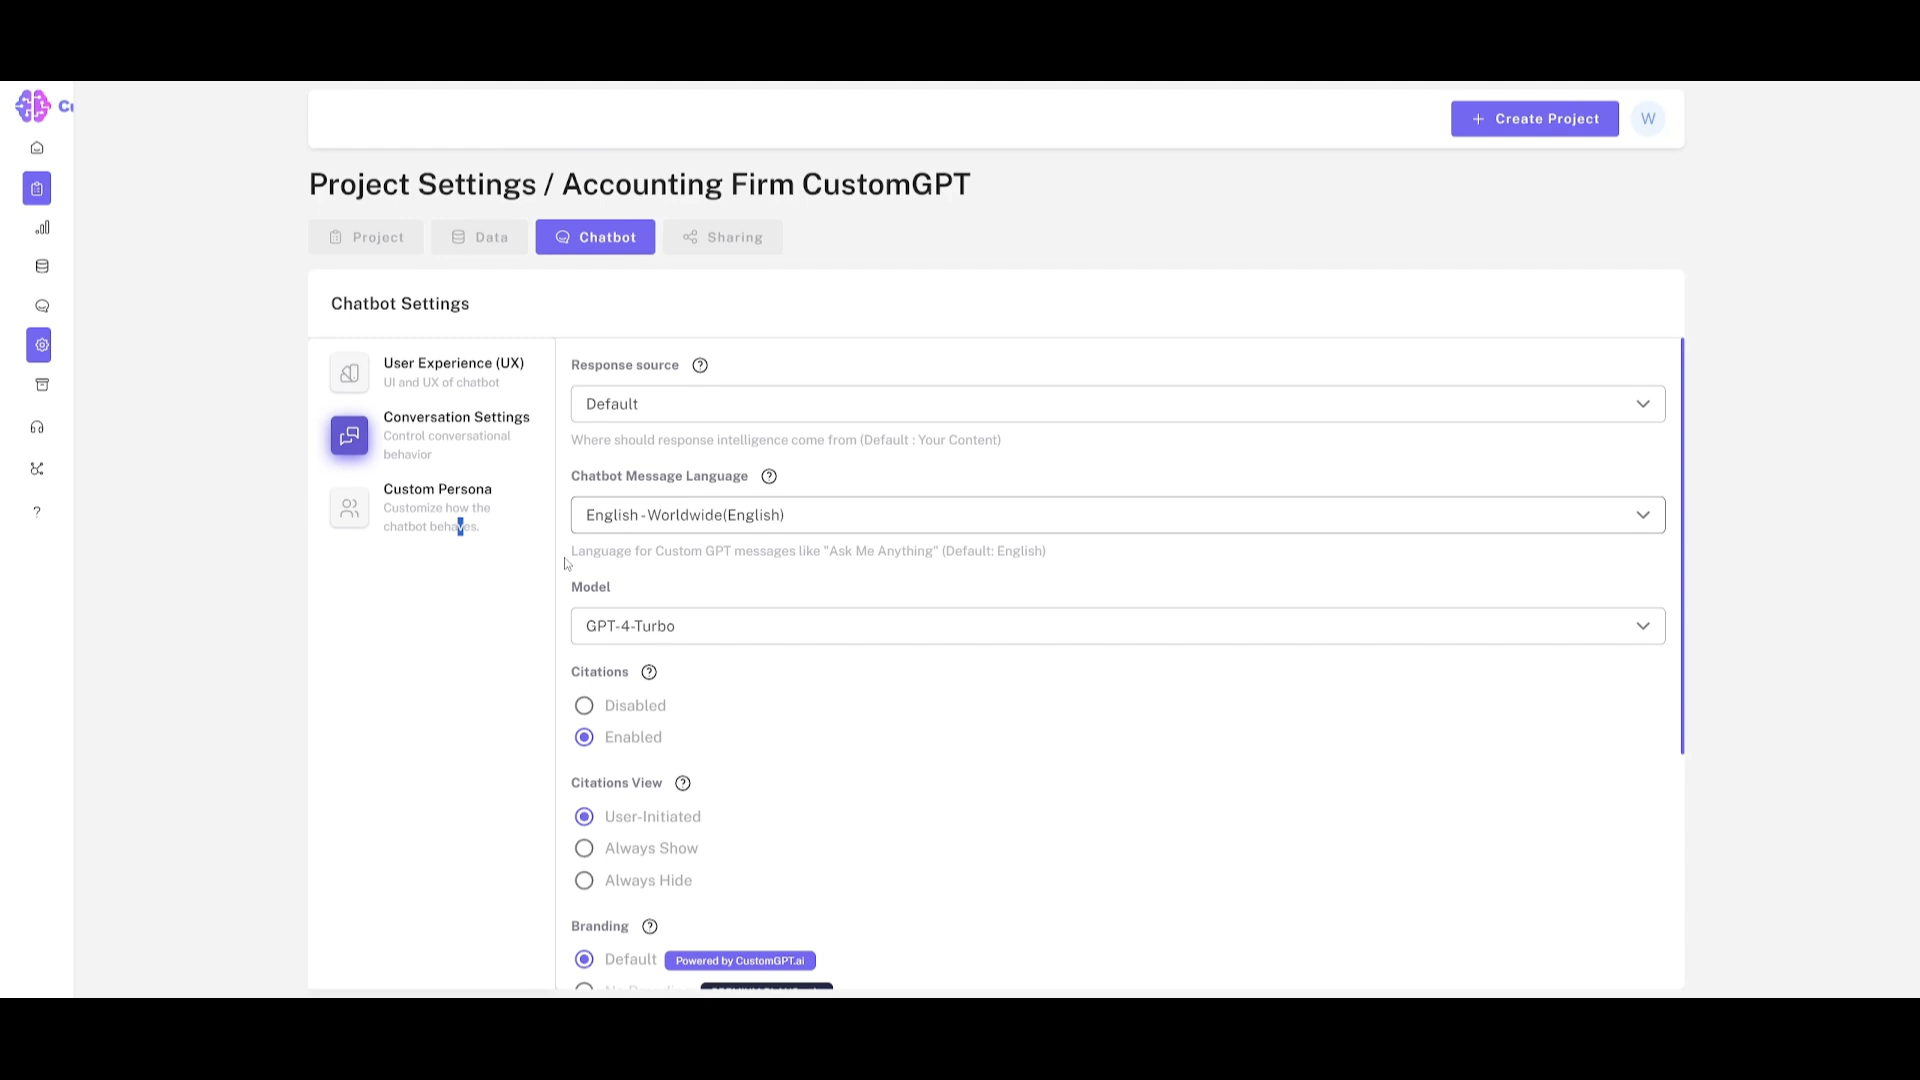 Create Project
W
Project Settings / Accounting Firm CustomGPT
Project
Data
Chatbot
Sharing
Chatbot Settings
User Experience (UX)
UI and UX of chatbot
Conversation Settings
Control conversational
behavior
Custom Persona
Customize how the
chatbot behaves.
Response source ?
Default
Where should response intelligence come from (Default : Your Content)
Chatbot Message Language ?
English - Worldwide(English)
Language for Custom GPT messages like "Ask Me Anything" (Default: English)
Model
GPT-4-Turbo
Citations ?
Disabled
Enabled
Citations View ?
User-Initiated
Always Show
Always Hide
Branding ?
Default Powered by CustomGPT.ai
?